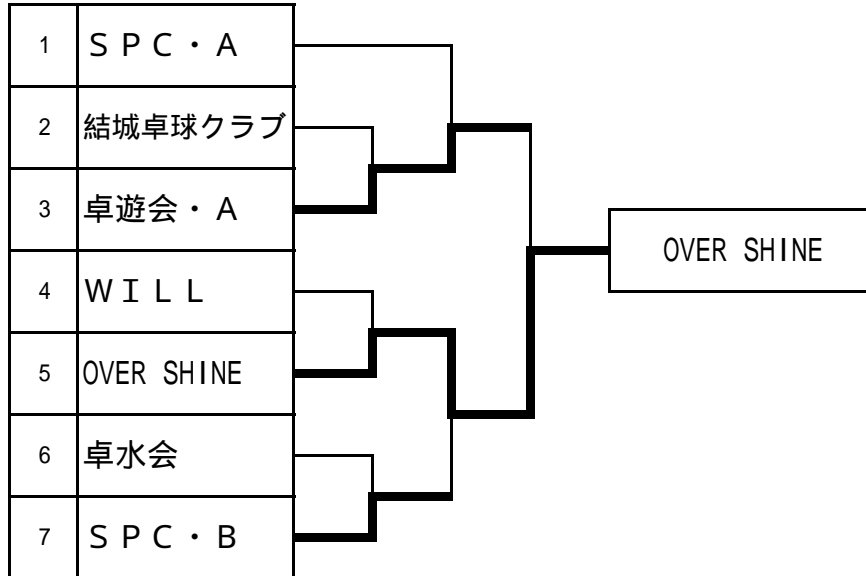 1 ＳＰＣ・Ａ
2 結城卓球クラブ
3 卓遊会・Ａ
4 ＷＩＬＬ
5 OVER SHINE
6 卓水会
7 ＳＰＣ・Ｂ
OVER SHINE